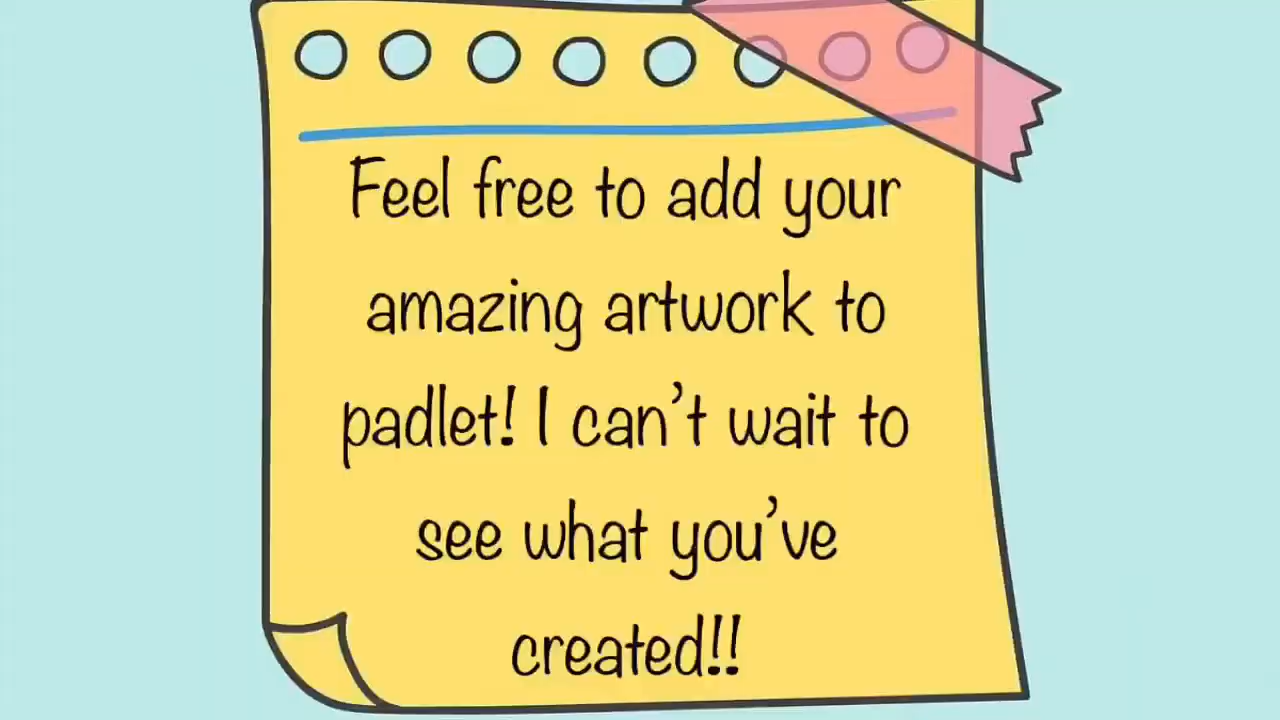 Feel free to add your
amazing artwork to
padlet! I can't wait to
see what you've
created!!